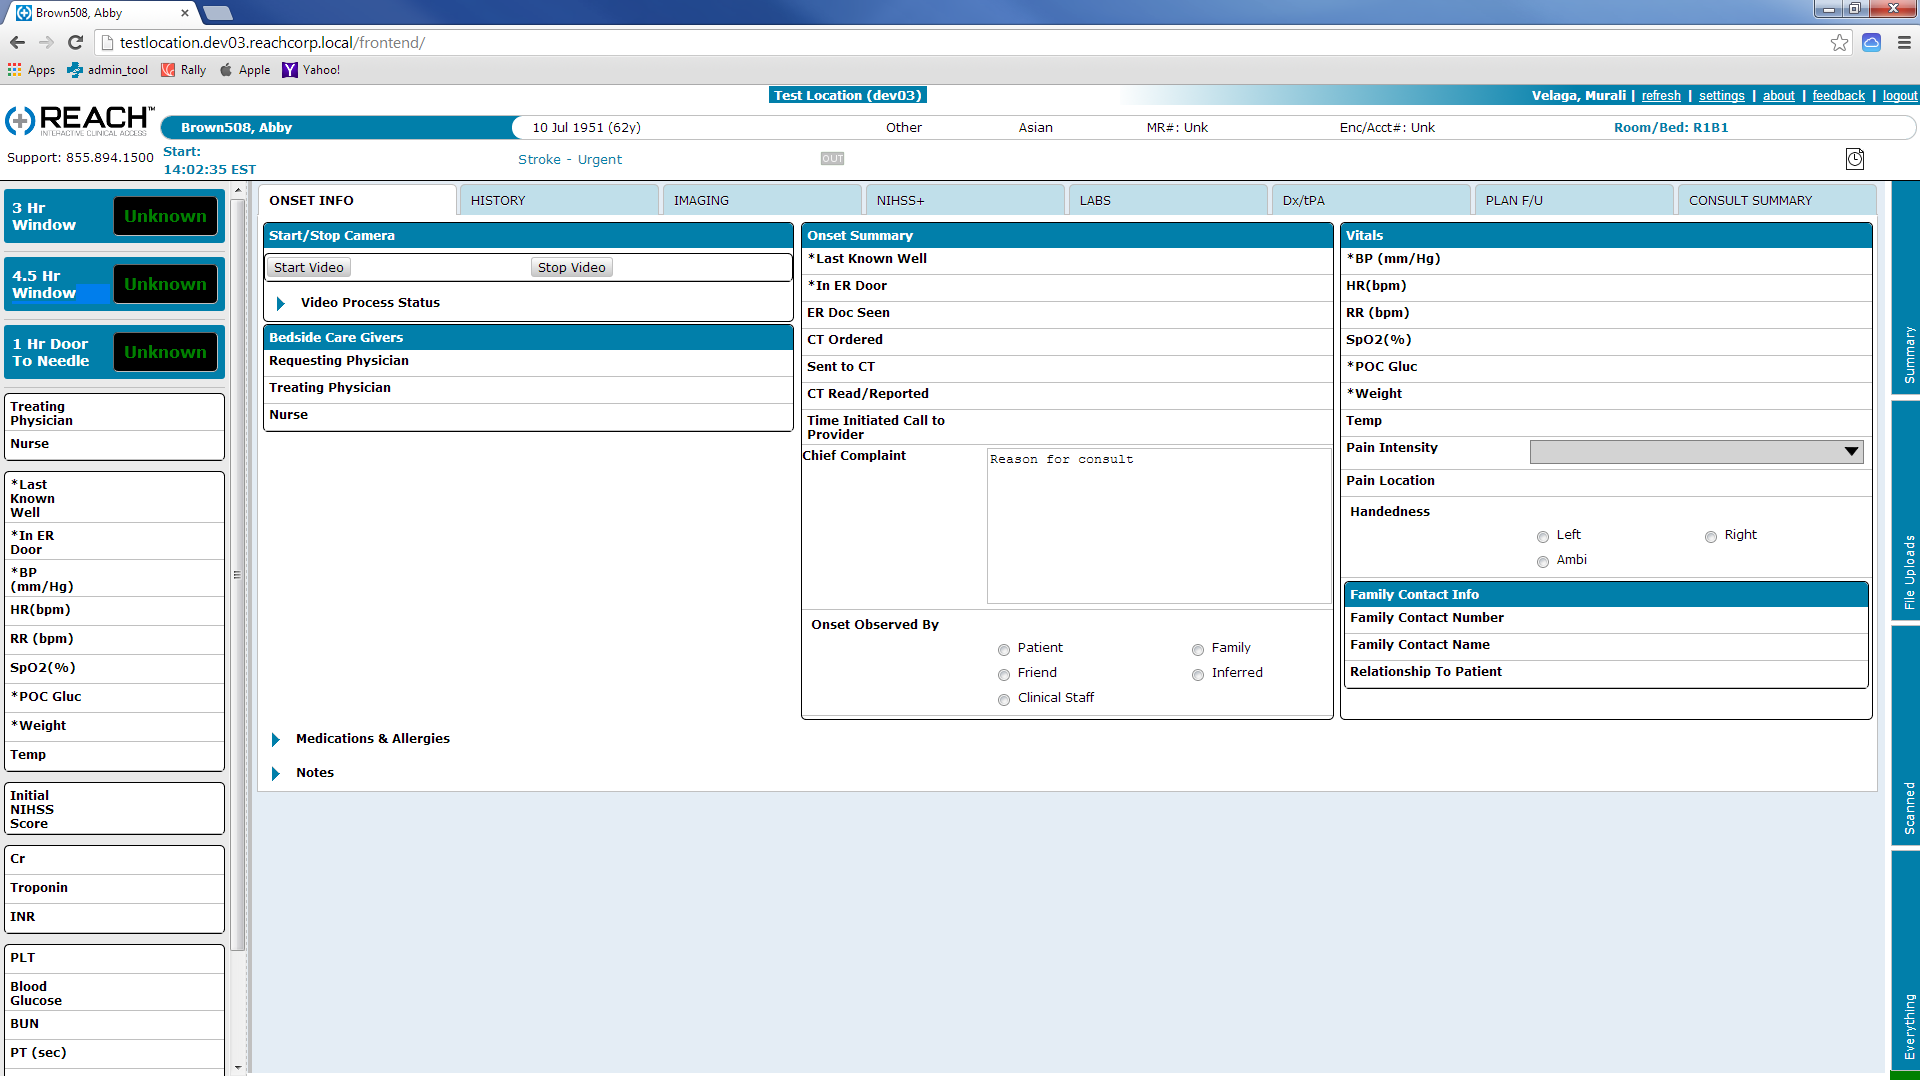 Brown508, Abby
testlocation.dev03.reachcorp.local/frontend/
Apps admin_tool Rally Apple Yahoo!
Test Location (dev03)
Velaga, Murali | refresh | settings | about | feedback | logout
REACH™
INTERACTIVE CLINICAL ACCESS
Brown508, Abby 10 Jul 1951 (62y) Other Asian MR#: Unk Enc/Acct#: Unk Room/Bed: R1B1
Support: 855.894.1500
Start:
14:02:35 EST
Stroke - Urgent
OUT
3 Hr
Window
Unknown
4.5 Hr
Window
Unknown
1 Hr Door
To Needle
Unknown
Treating
Physician
Nurse
*Last
Known
Well
*In ER
Door
*BP
(mm/Hg)
HR(bpm)
RR (bpm)
SpO2(%)
*POC Gluc
*Weight
Temp
Initial
NIHSS
Score
Cr
Troponin
INR
PLT
Blood
Glucose
BUN
PT (sec)
ONSET INFO HISTORY IMAGING NIHSS+ LABS Dx/tPA PLAN F/U CONSULT SUMMARY
Start/Stop Camera
Start Video Stop Video
Video Process Status
Bedside Care Givers
Requesting Physician
Treating Physician
Nurse
Onset Summary
*Last Known Well
*In ER Door
ER Doc Seen
CT Ordered
Sent to CT
CT Read/Reported
Time Initiated Call to
Provider
Chief Complaint
Reason for consult
Onset Observed By
Patient Family
Friend Inferred
Clinical Staff
Vitals
*BP (mm/Hg)
HR(bpm)
RR (bpm)
SpO2(%)
*POC Gluc
*Weight
Temp
Pain Intensity
Pain Location
Handedness
Left Right
Ambi
Family Contact Info
Family Contact Number
Family Contact Name
Relationship To Patient
Medications & Allergies
Notes
Summary
File Uploads
Scanned
Everything